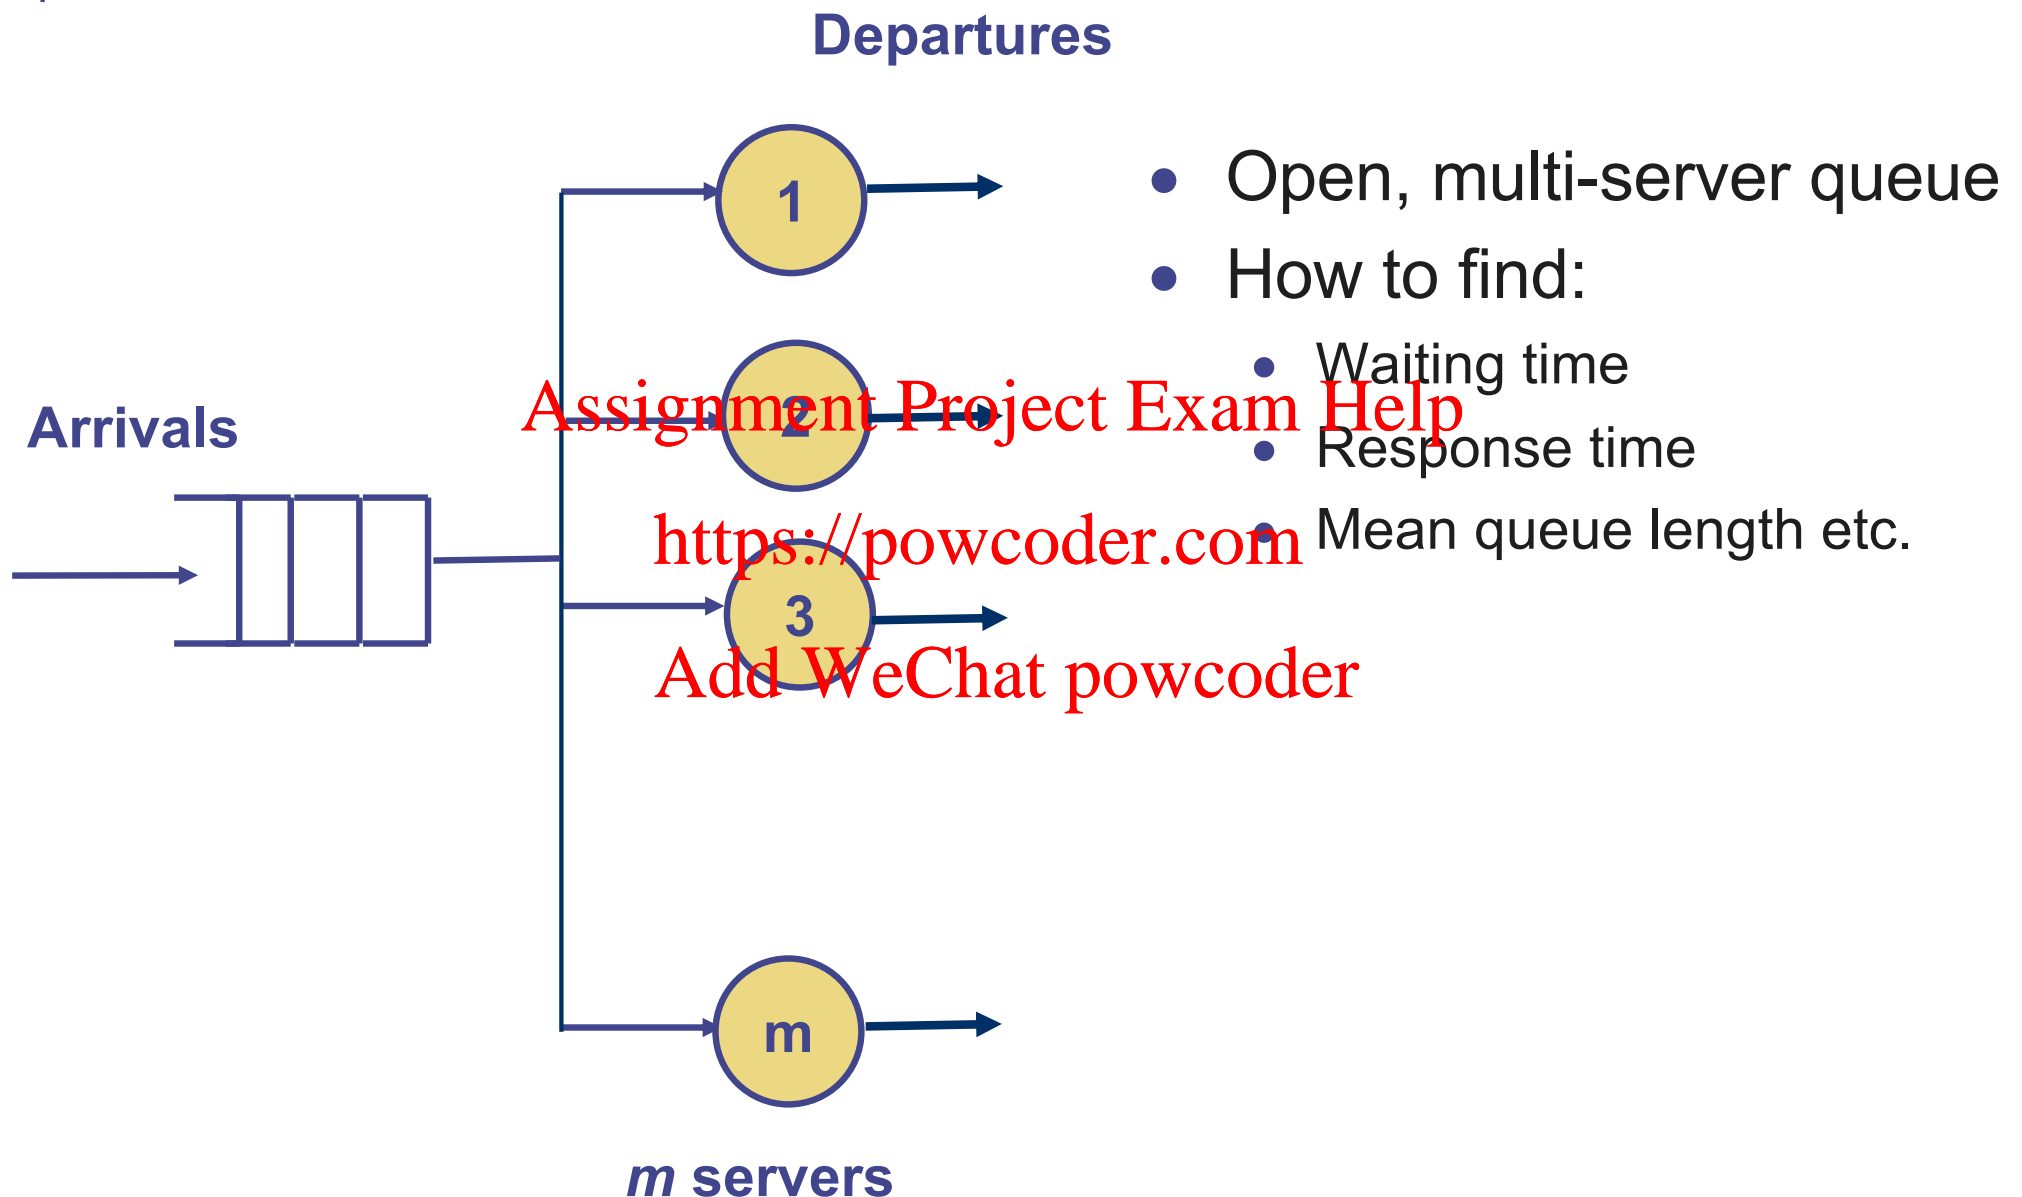 Departures
1
Open, multi-server queue
How to find:
Waiting time
2
Assignment Project Exam Help
Arrivals
Response time
https://powcoder.com
Mean queue length etc.
3
Add WeChat powcoder
m
m servers